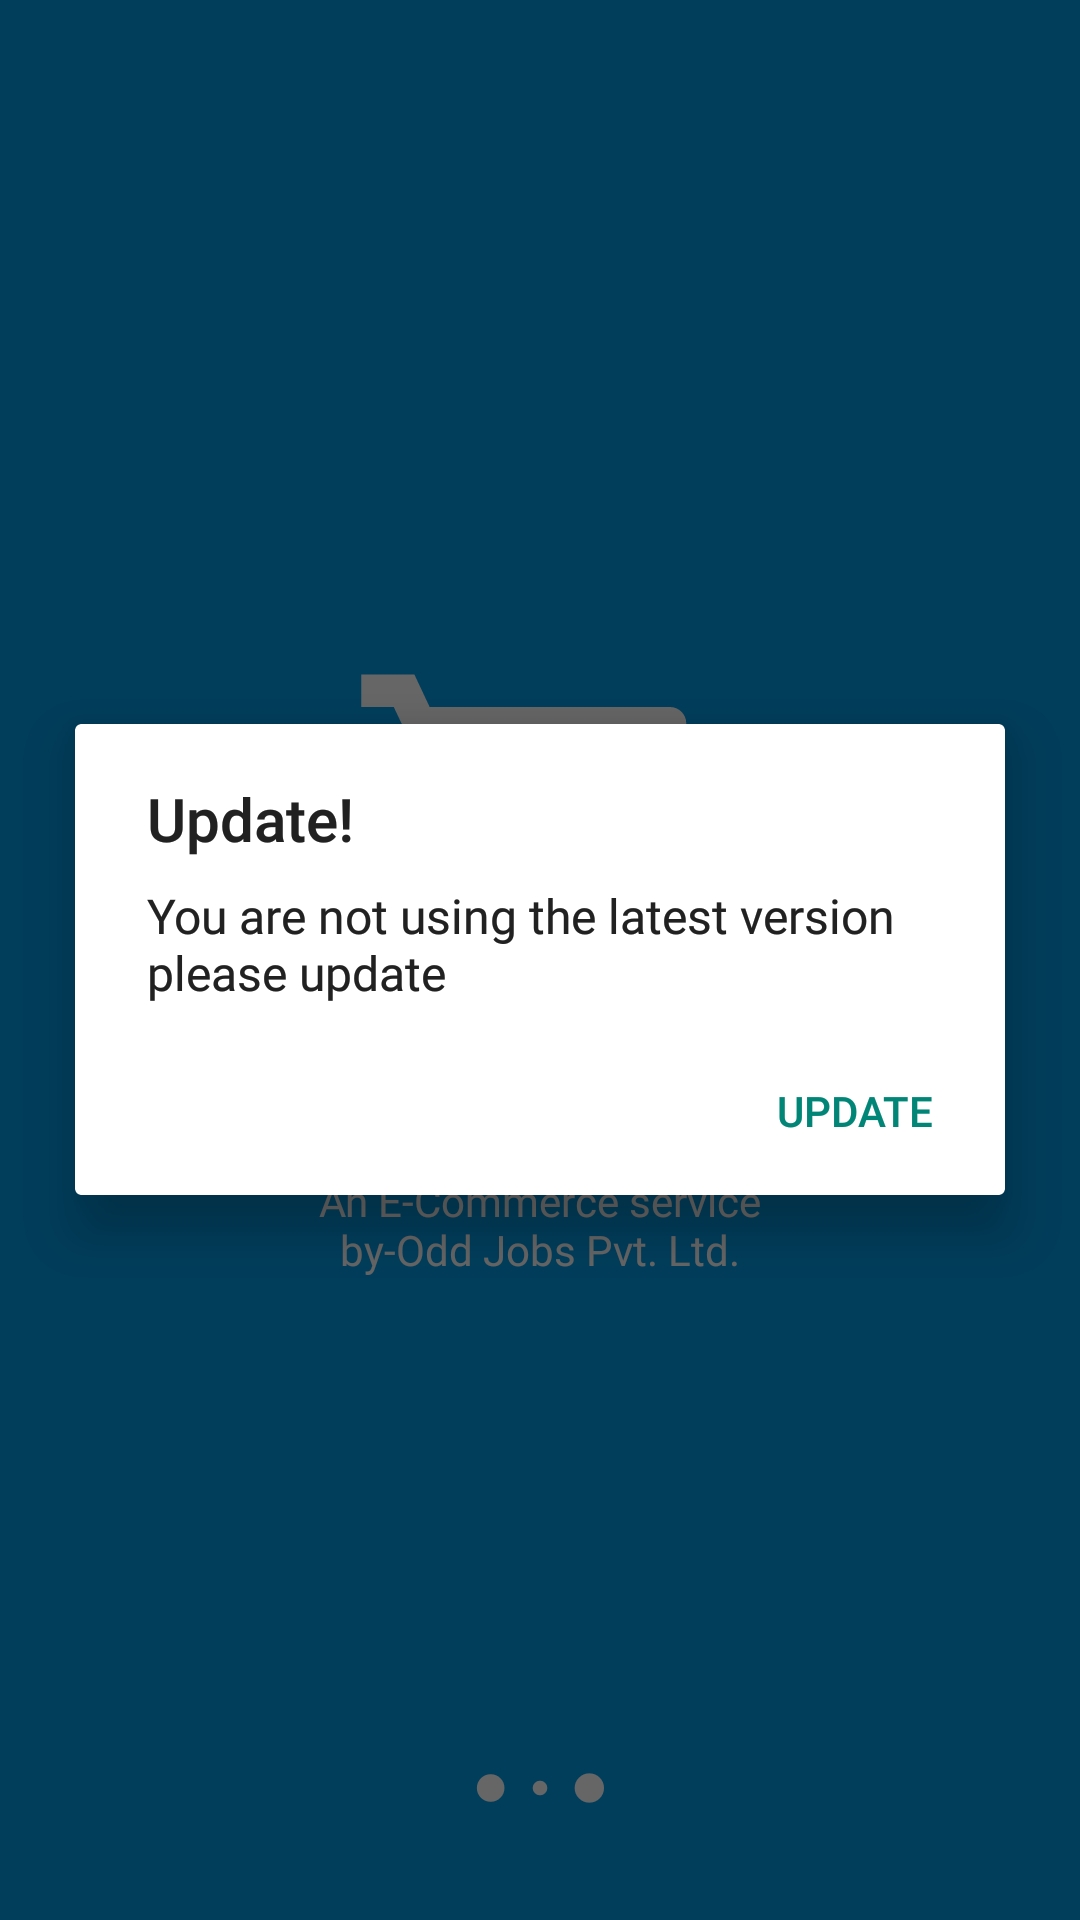 Update!
You are not using the latest version
please update
UPDATE
An E-Commerce service
by-Odd Jobs Pvt. Ltd.